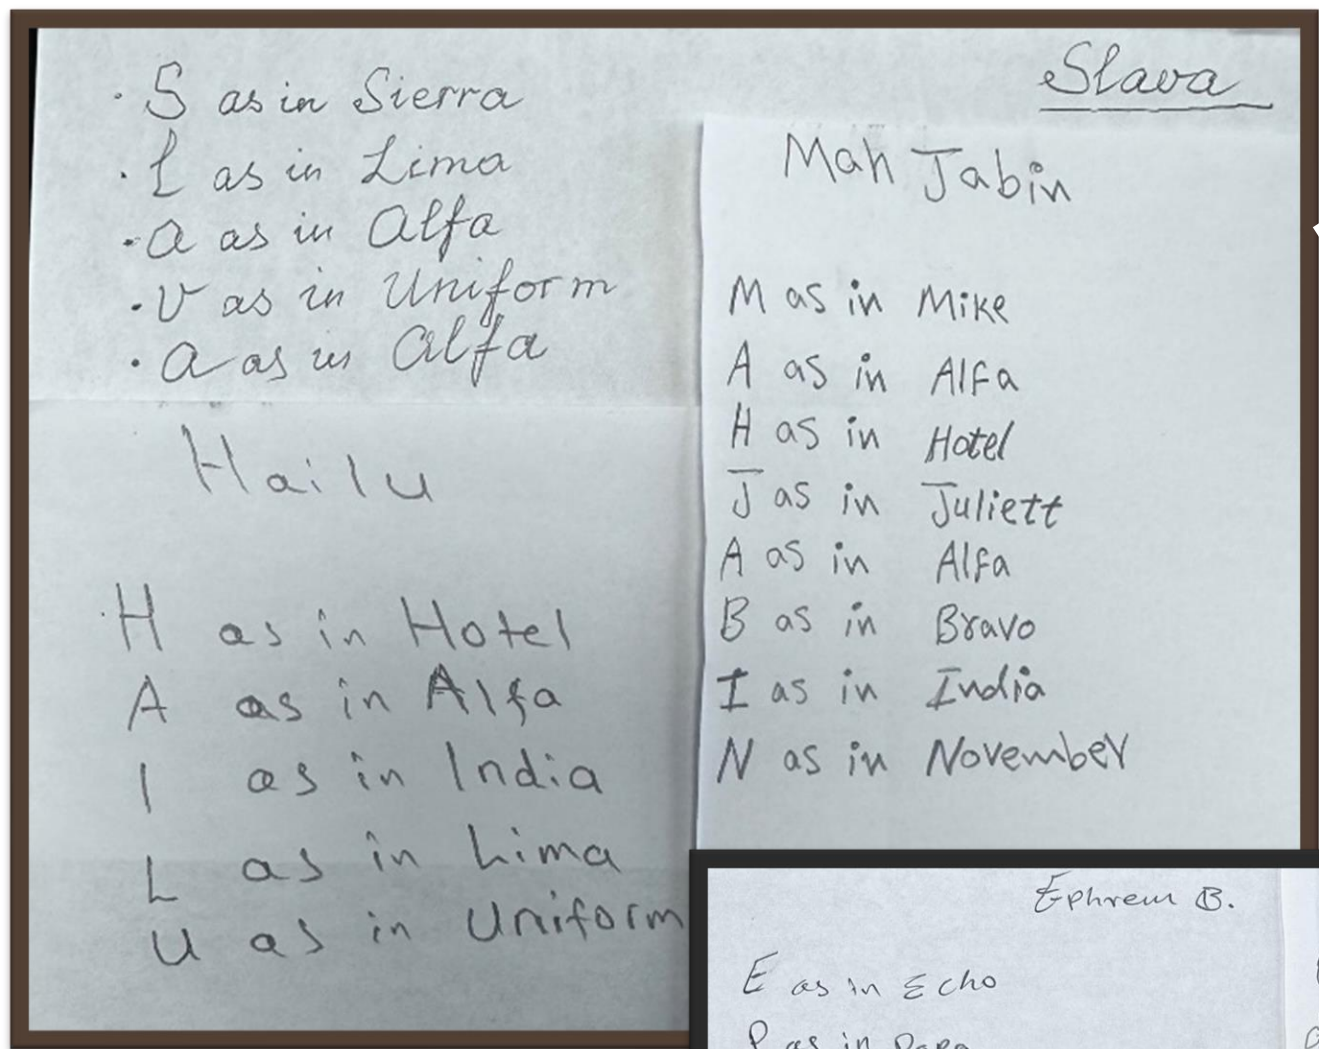 Slava
· S as in Sierra
· L as in Lima
· A as in Alfa
· V as in Uniform
· A as in Alfa
Hailu
H as in Hotel
A as in Alfa
I as in India
L as in Lima
U as in Uniform
Mah Jabin
M as in Mike
A as in Alfa
H as in Hotel
J as in Juliett
A as in Alfa
B as in Bravo
I as in India
N as in November
Ephrem B.
E as in Echo
P as in Papa